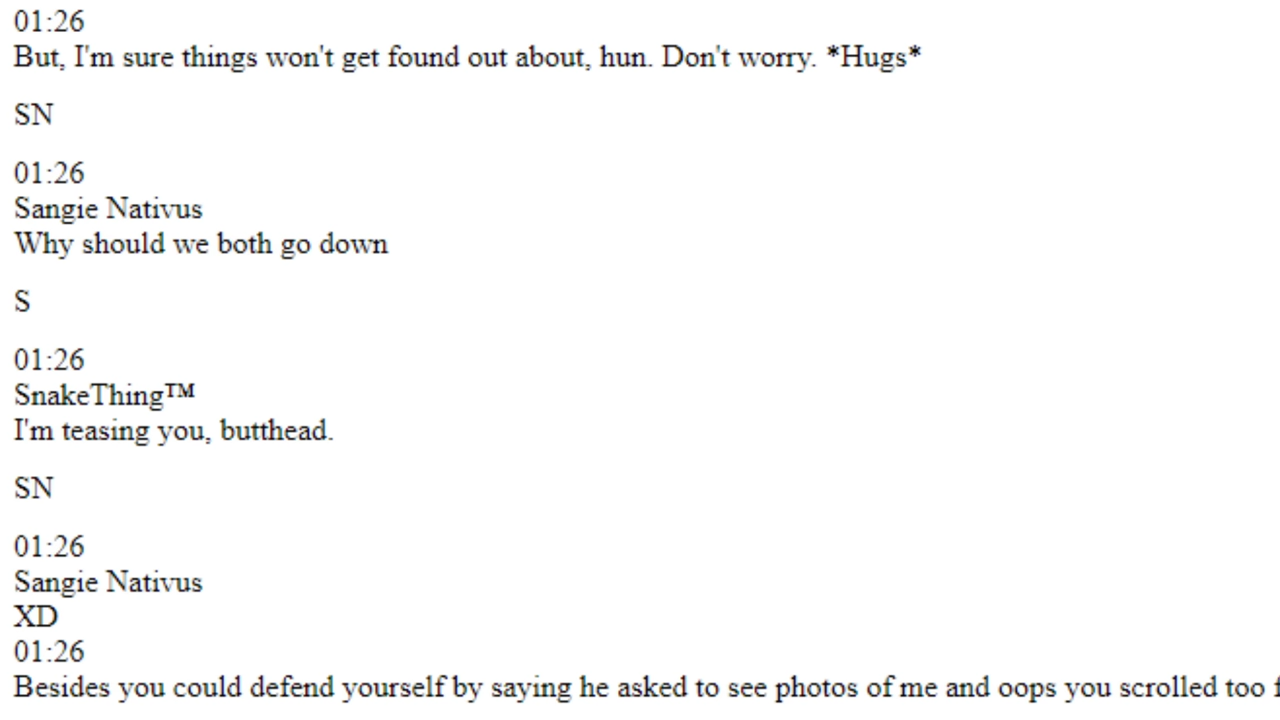 01:26
But, I'm sure things won't get found out about, hun. Don't worry. *Hugs*
SN
01:26
Sangie Nativus
Why should we both go down
S
01:26
SnakeThing™
I'm teasing you, butthead.
SN
01:26
Sangie Nativus
XD
01:26
Besides you could defend yourself by saying he asked to see photos of me and oops you scrolled too